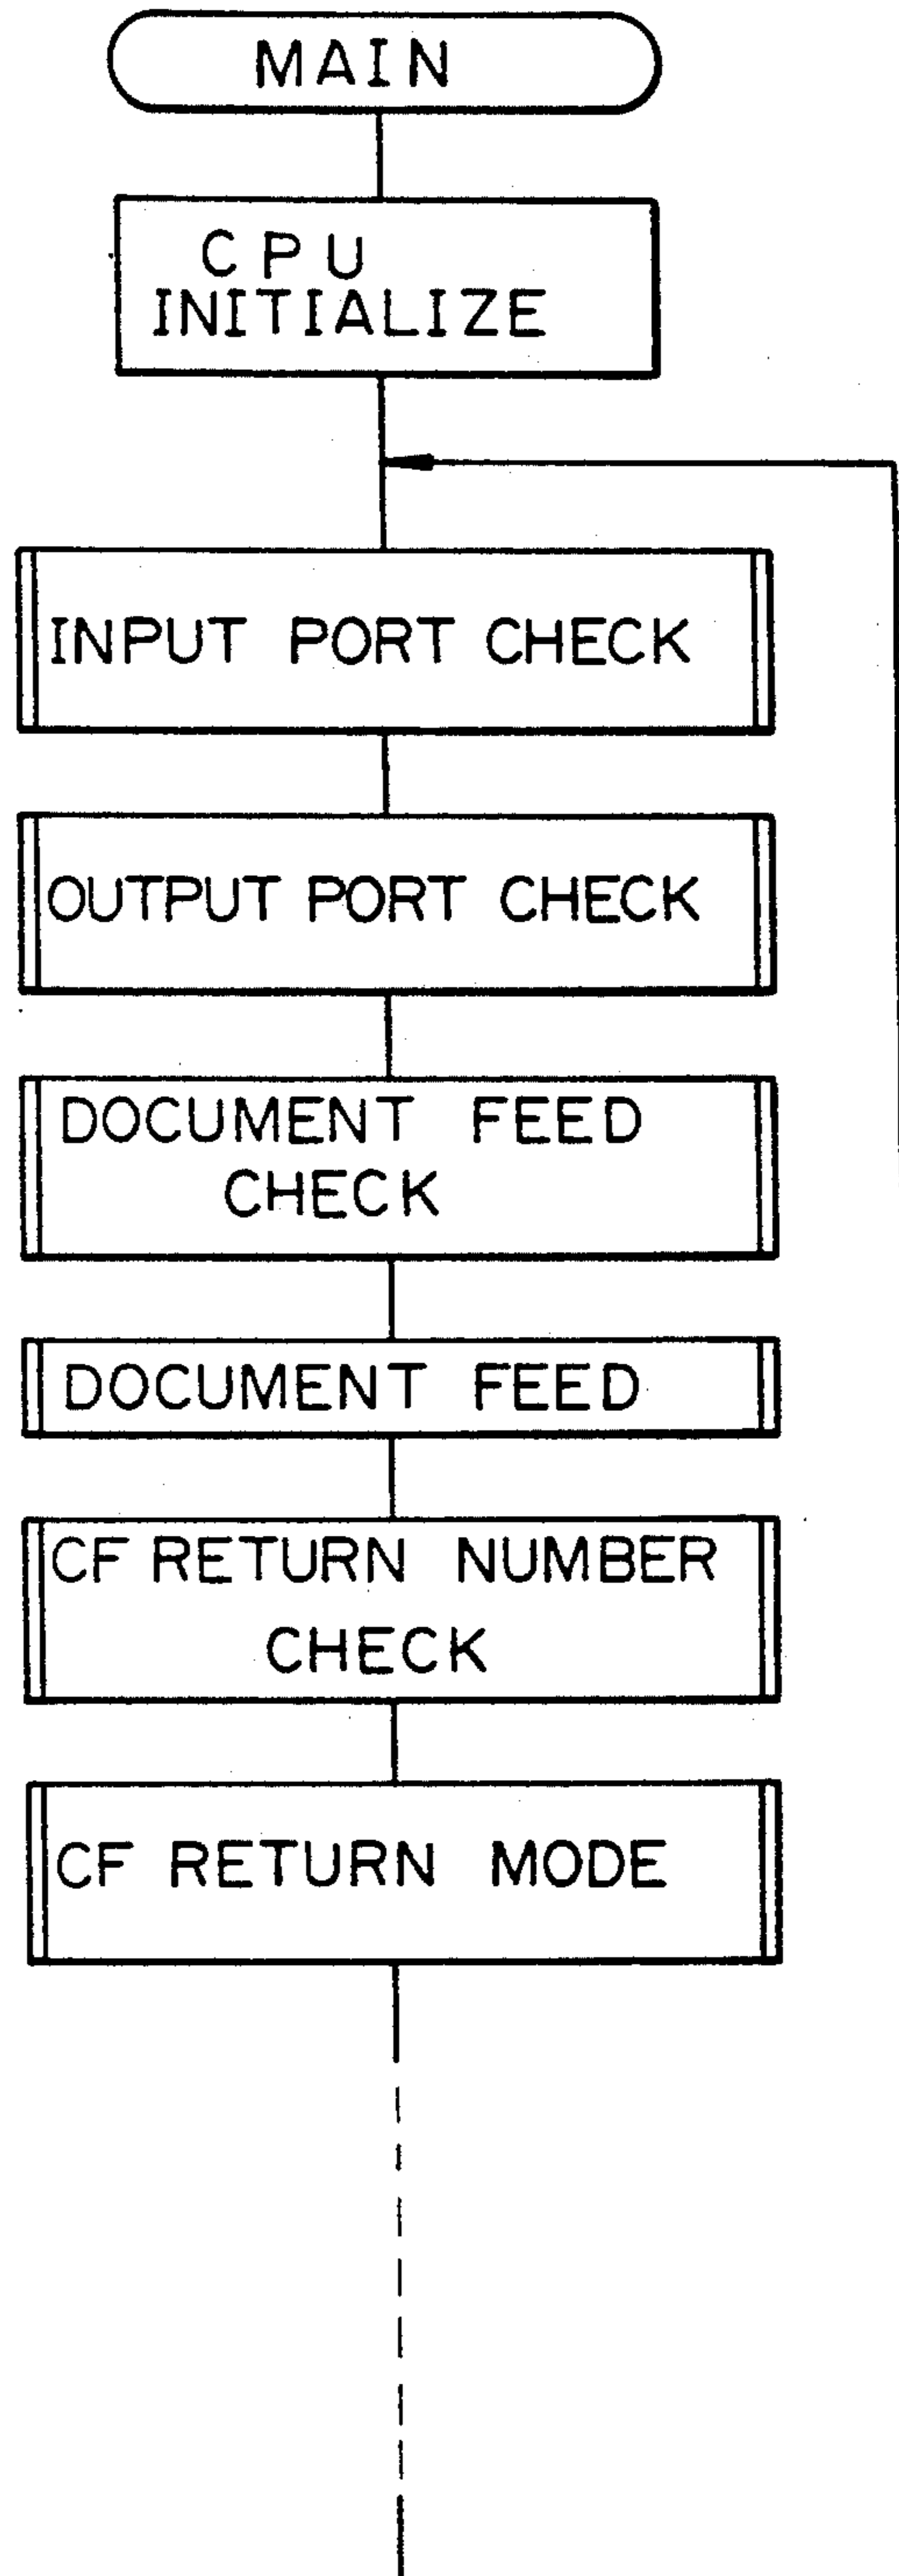 MAIN
CPU
INITIALIZE
INPUT PORT CHECK
OUTPUT PORT CHECK
DOCUMENT FEED
CHECK
DOCUMENT FEED
CF RETURN NUMBER
CHECK
CF RETURN MODE